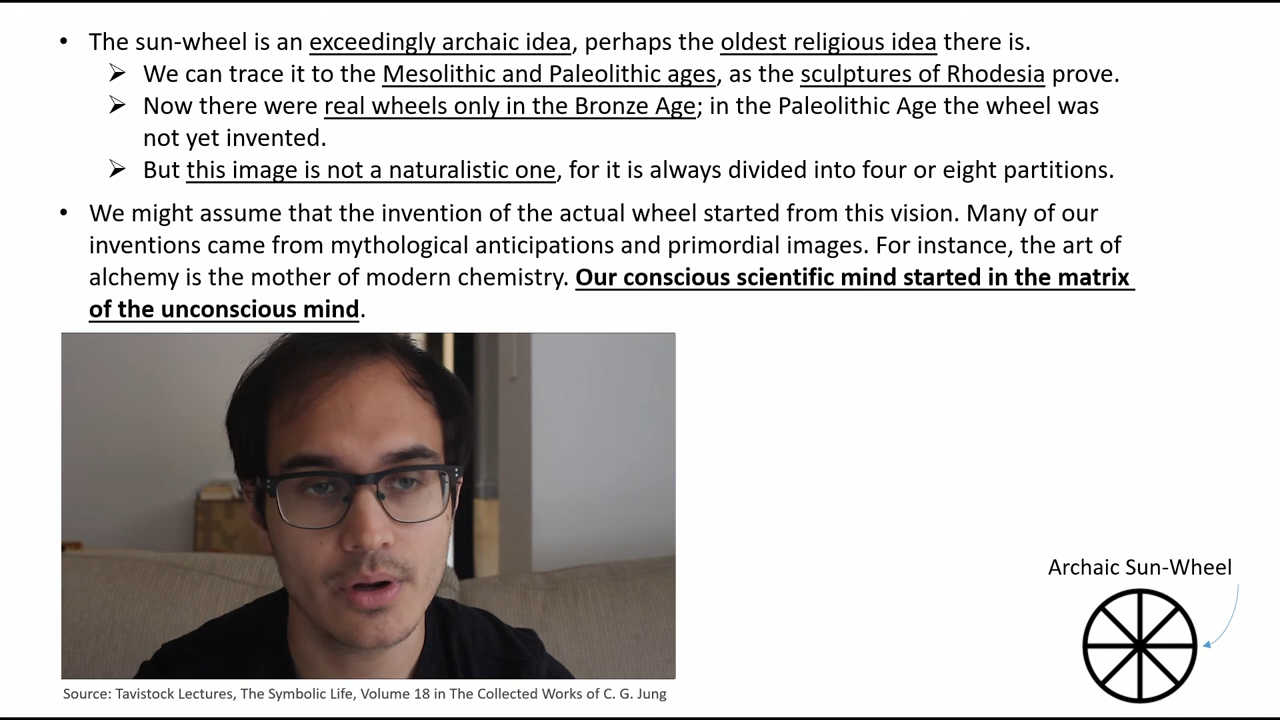 • The sun-wheel is an exceedingly archaic idea, perhaps the oldest religious idea there is.
➢ We can trace it to the Mesolithic and Paleolithic ages, as the sculptures of Rhodesia prove.
➢ Now there were real wheels only in the Bronze Age; in the Paleolithic Age the wheel was
not yet invented.
➢ But this image is not a naturalistic one, for it is always divided into four or eight partitions.
• We might assume that the invention of the actual wheel started from this vision. Many of our
inventions came from mythological anticipations and primordial images. For instance, the art of
alchemy is the mother of modern chemistry. Our conscious scientific mind started in the matrix
of the unconscious mind.
Archaic Sun-Wheel
Source: Tavistock Lectures, The Symbolic Life, Volume 18 in The Collected Works of C. G. Jung